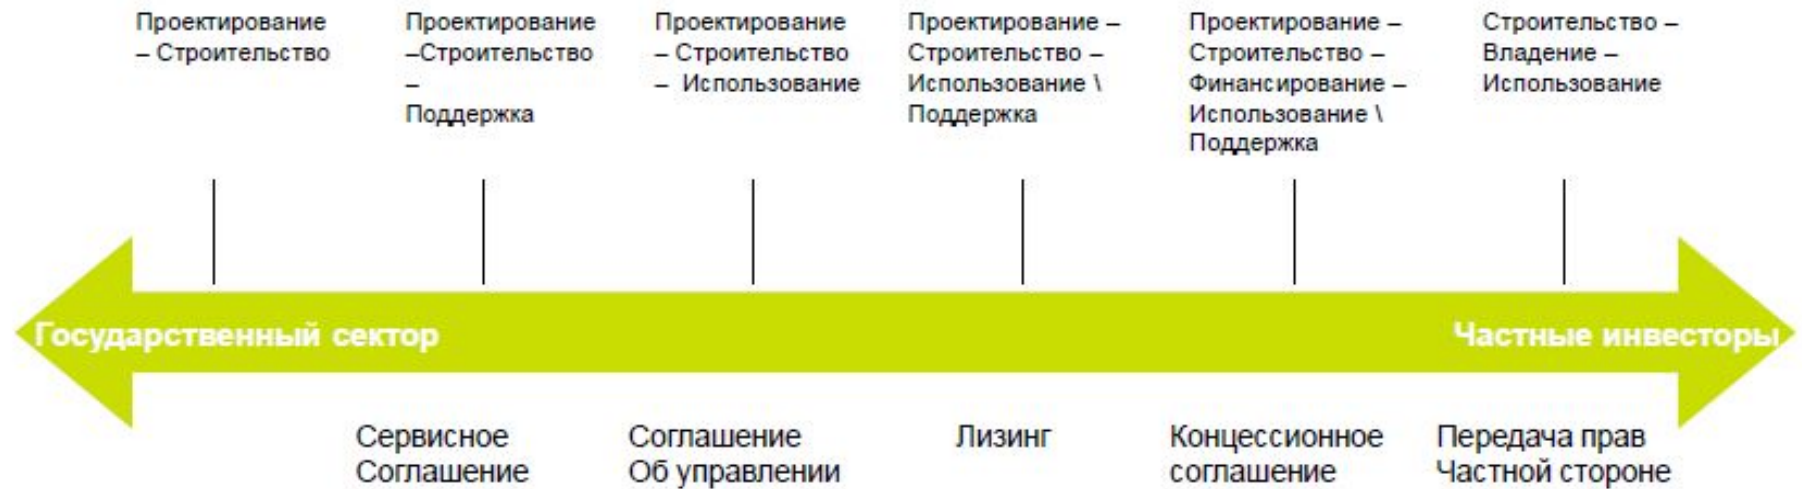 Проектирование
– Строительство
Проектирование
–Строительство
–
Поддержка
Проектирование
– Строительство
– Использование
Проектирование –
Строительство –
Использование \
Поддержка
Проектирование –
Строительство –
Финансирование –
Использование \
Поддержка
Строительство –
Владение –
Использование
Государственный сектор
Частные инвесторы
Сервисное
Соглашение
Соглашение
Об управлении
Лизинг
Концессионное
соглашение
Передача прав
Частной стороне